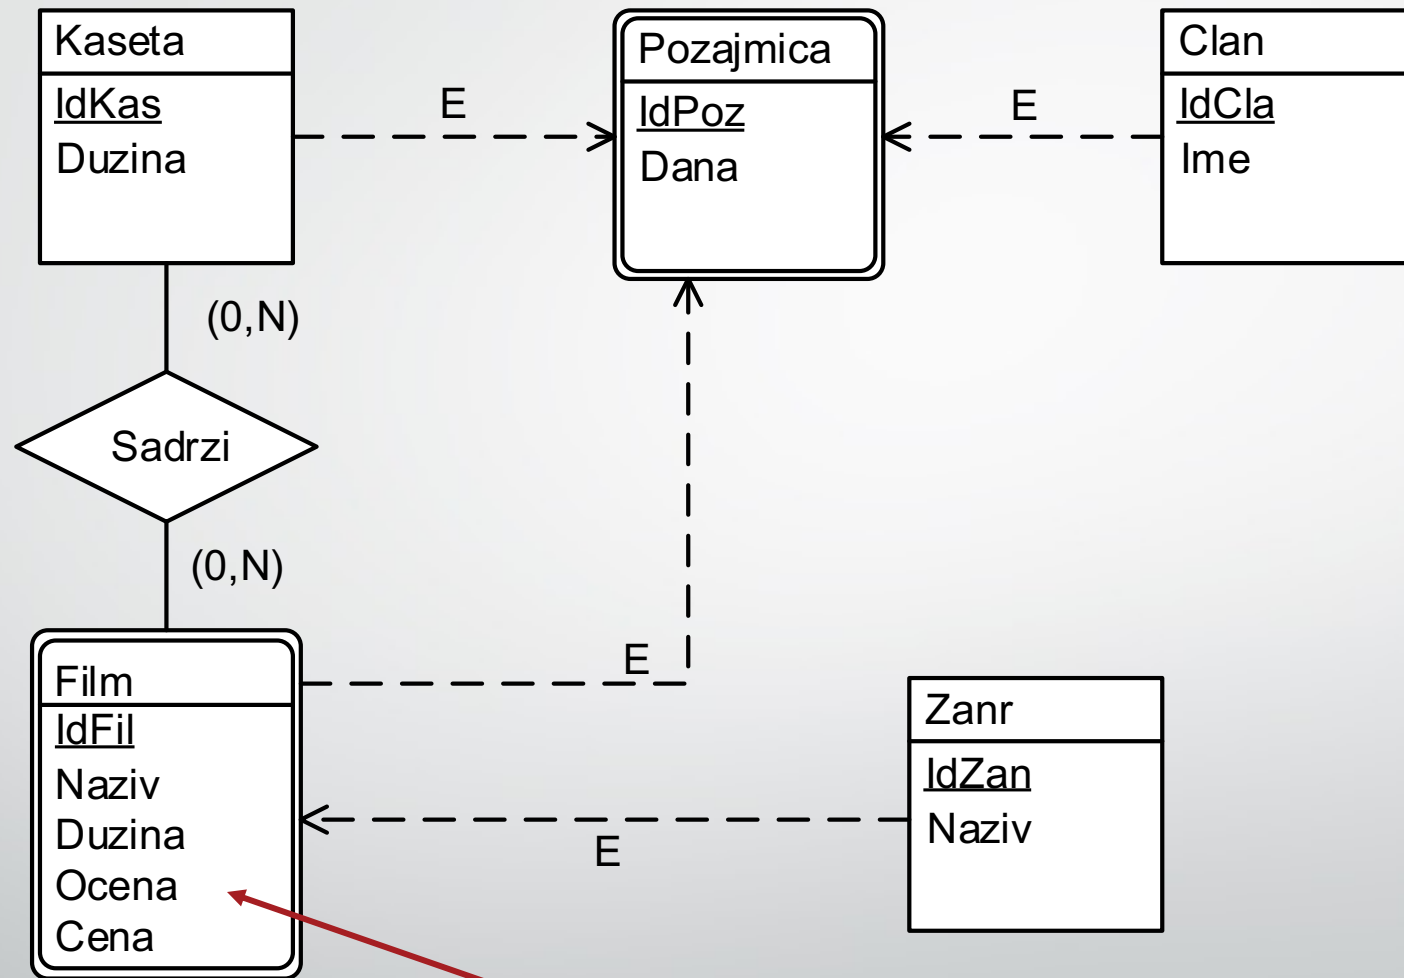 Kaseta
IdKas
Duzina
E
Pozajmica
IdPoz
Dana
E
Clan
IdCla
Ime
(0,N)
Sadrzi
(0,N)
Film
IdFil
Naziv
Duzina
Ocena
Cena
E
E
Zanr
IdZan
Naziv